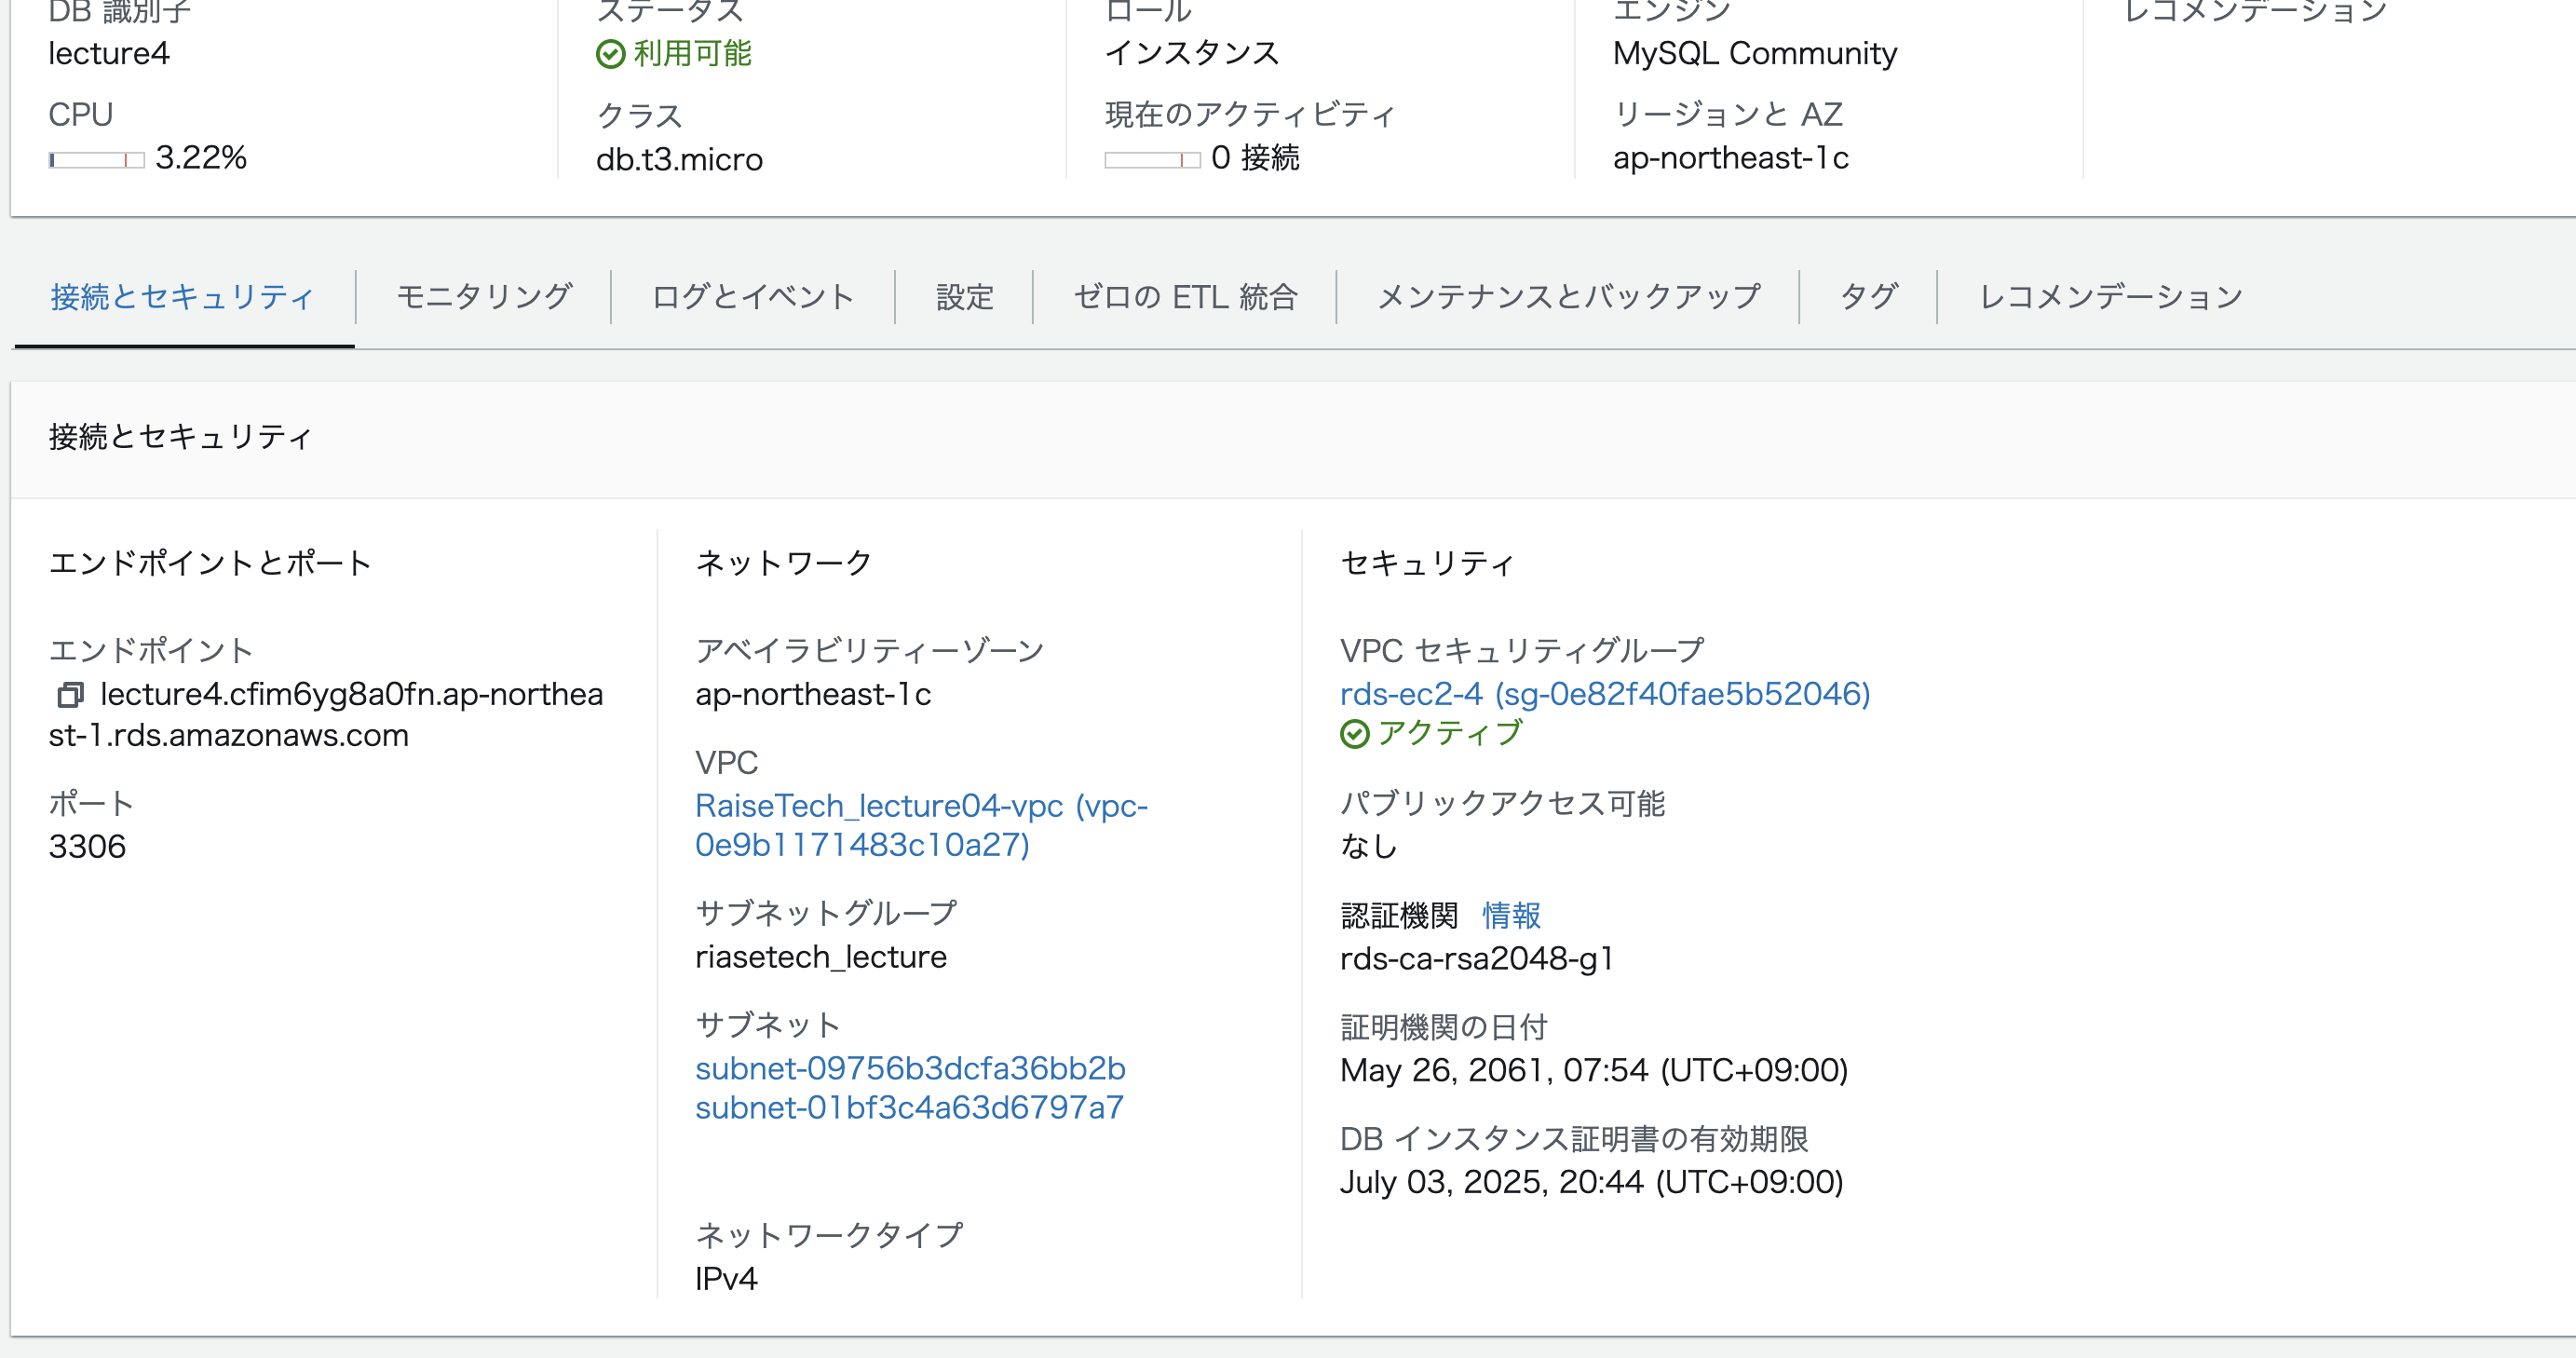 DB 識別子
lecture4
ステータス
利用可能
ロール
インスタンス
エンジン
MySQL Community
レコメンデーション
CPU
3.22%
クラス
db.t3.micro
現在のアクティビティ
0 接続
リージョンと AZ
ap-northeast-1c
接続とセキュリティ
モニタリング
ログとイベント
設定
ゼロの ETL 統合
メンテナンスとバックアップ
タグ
レコメンデーション
接続とセキュリティ
エンドポイントとポート
エンドポイント
lecture4.cfim6yg8a0fn.ap-northea
st-1.rds.amazonaws.com
ポート
3306
ネットワーク
アベイラビリティーゾーン
ap-northeast-1c
VPC
RaiseTech_lecture04-vpc (vpc-
0e9b1171483c10a27)
サブネットグループ
riasetech_lecture
サブネット
subnet-09756b3dcfa36bb2b
subnet-01bf3c4a63d6797a7
ネットワークタイプ
IPv4
セキュリティ
VPC セキュリティグループ
rds-ec2-4 (sg-0e82f40fae5b52046)
アクティブ
パブリックアクセス可能
なし
認証機関 情報
rds-ca-rsa2048-g1
証明機関の日付
May 26, 2061, 07:54 (UTC+09:00)
DB インスタンス証明書の有効期限
July 03, 2025, 20:44 (UTC+09:00)